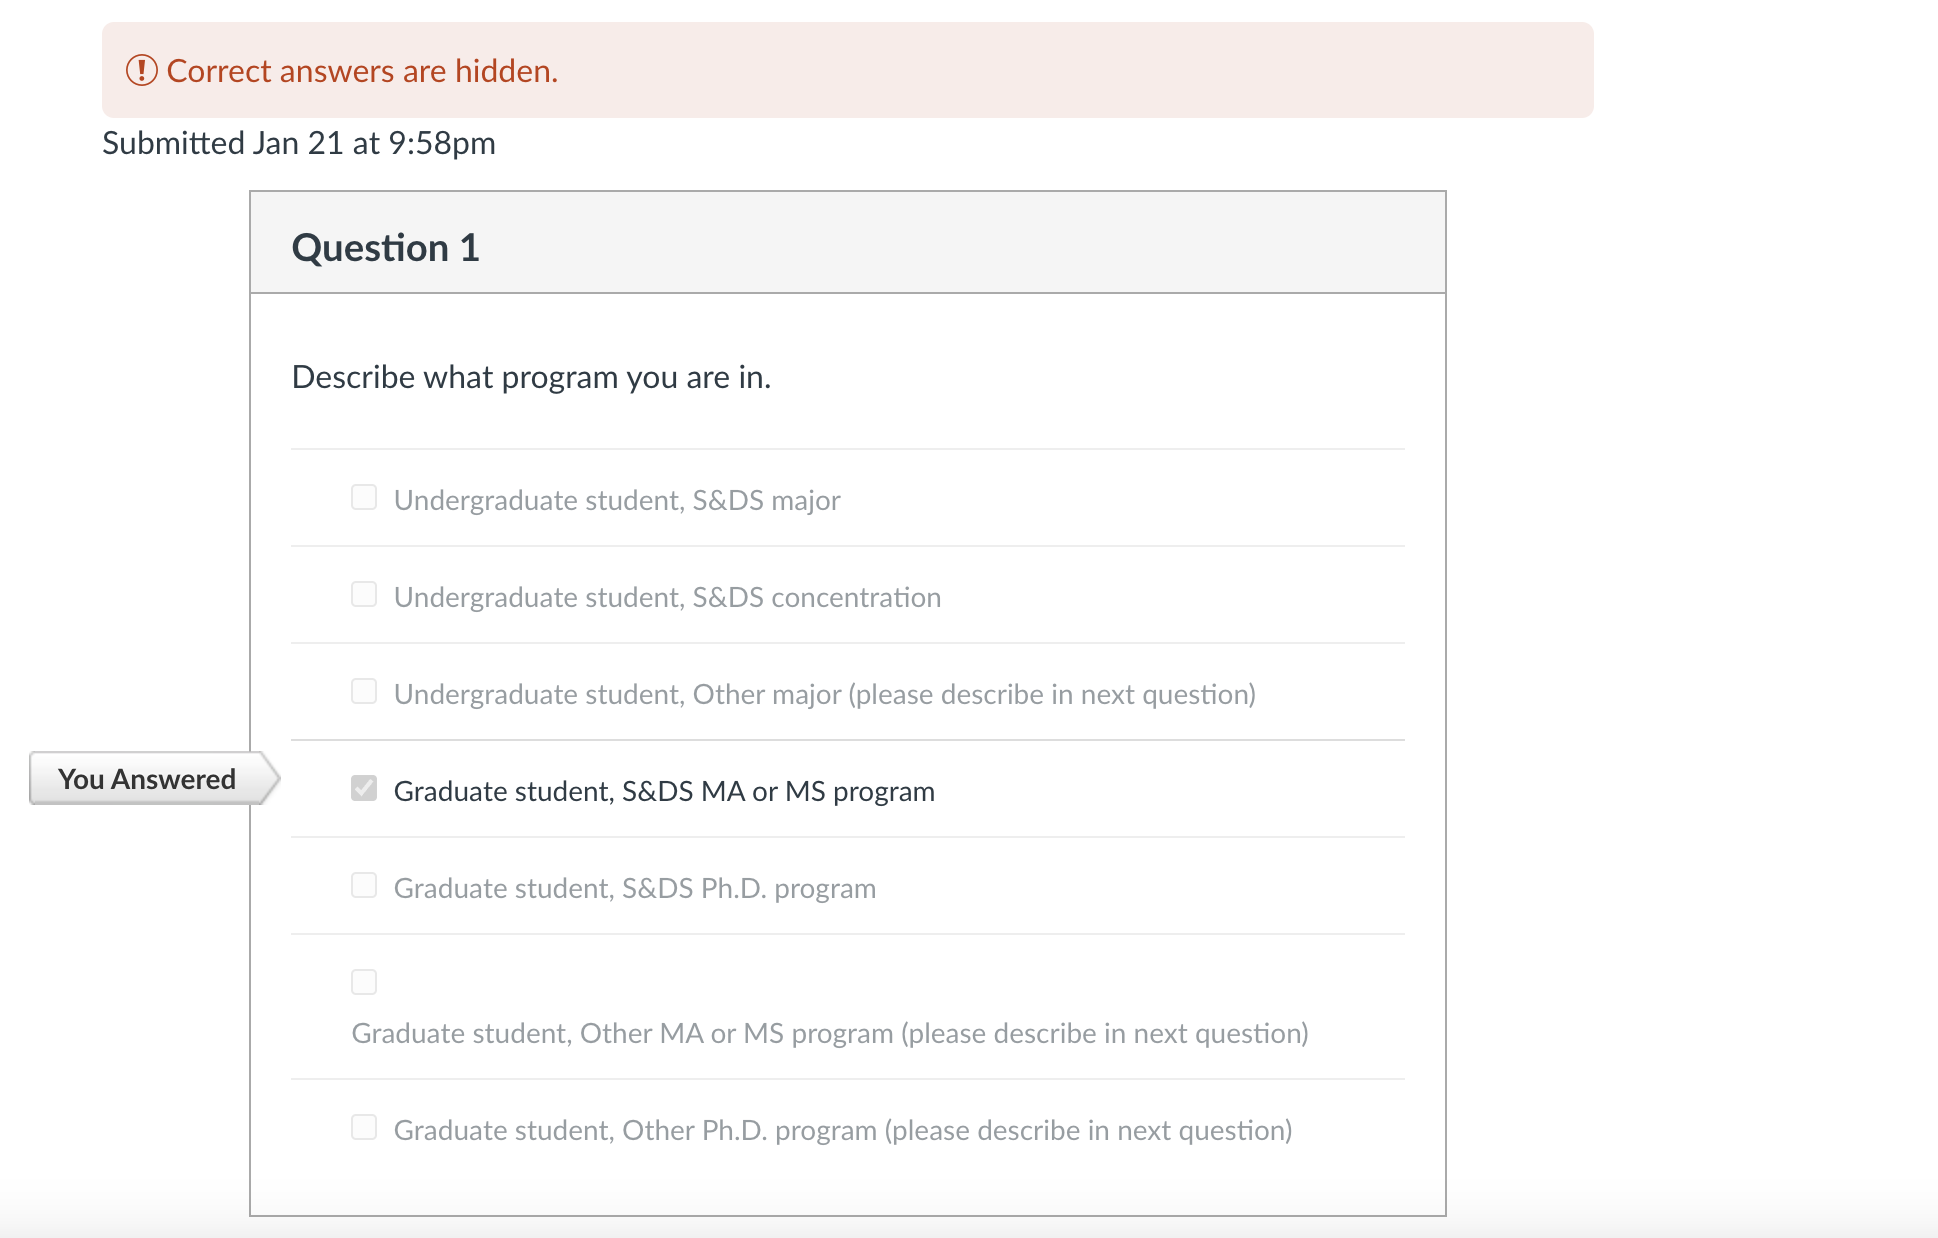 Correct answers are hidden.
Submitted Jan 21 at 9:58pm
Question 1
Describe what program you are in.
Undergraduate student, S&DS major
Undergraduate student, S&DS concentration
Undergraduate student, Other major (please describe in next question)
You Answered
Graduate student, S&DS MA or MS program
Graduate student, S&DS Ph.D. program
Graduate student, Other MA or MS program (please describe in next question)
Graduate student, Other Ph.D. program (please describe in next question)